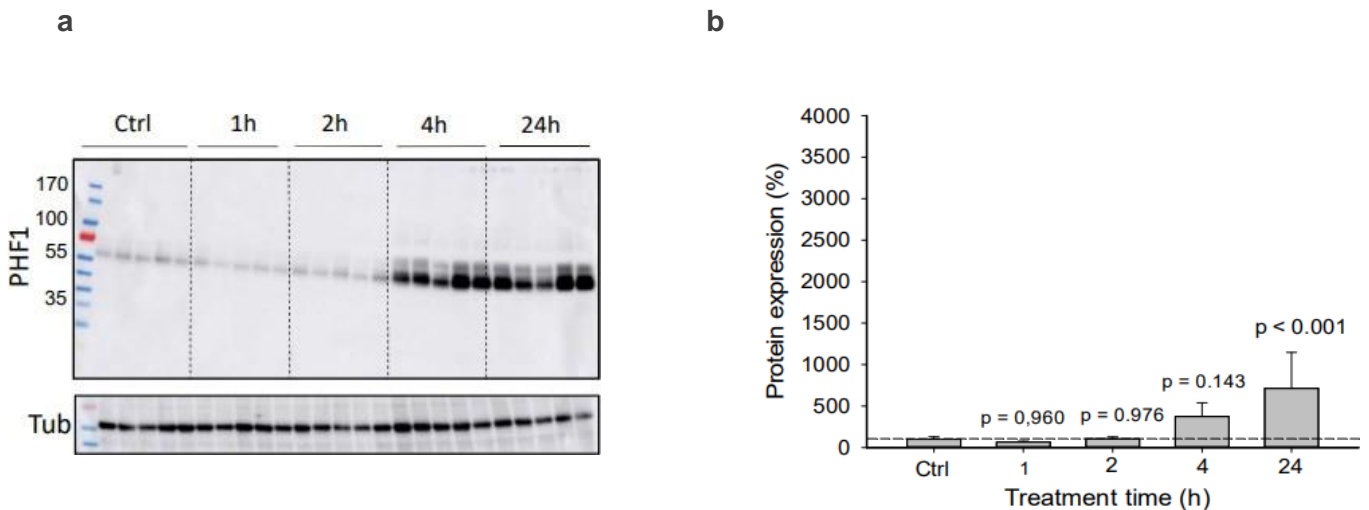 a
b
Ctrl 1h 2h 4h 24h
170
100
55
35
PHF1
Tub
Protein expression (%)
4000
3500
3000
2500
2000
1500
1000
500
0
p = 0,960
p = 0.976
p = 0.143
p < 0.001
Ctrl 1 2 4 24
Treatment time (h)